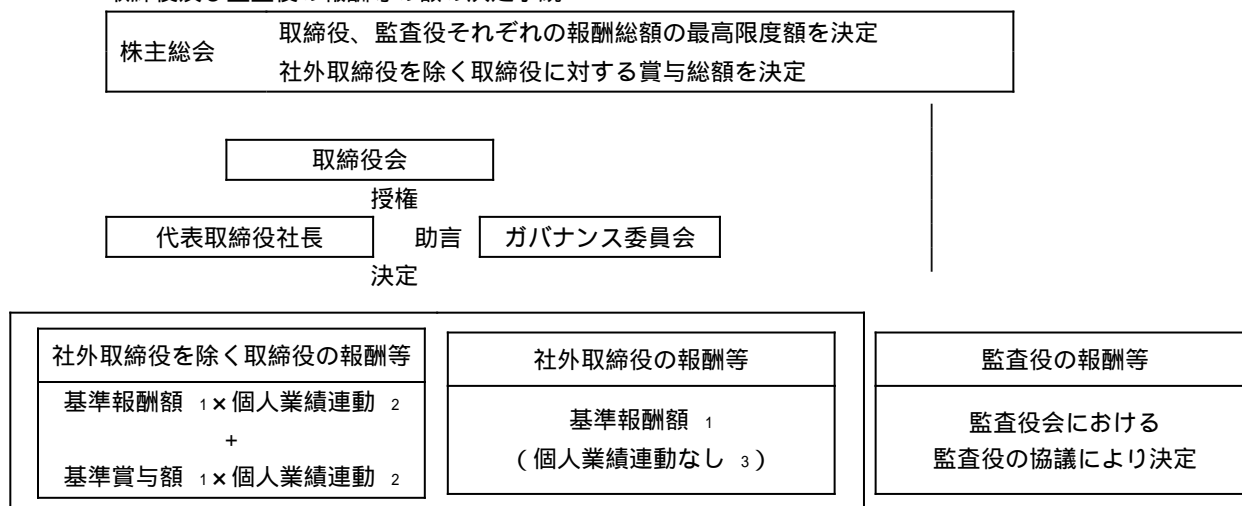 株主総会
取締役、監査役それぞれの報酬総額の最高限度額を決定
社外取締役を除く取締役に対する賞与総額を決定
取締役会
授権
代表取締役社長 助言 ガバナンス委員会
決定
社外取締役を除く取締役の報酬等
基準報酬額 1×個人業績連動 2
+
基準賞与額 1×個人業績連動 2
社外取締役の報酬等
基準報酬額 1
(個人業績連動なし 3)
監査役の報酬等
監査役会における
監査役の協議により決定